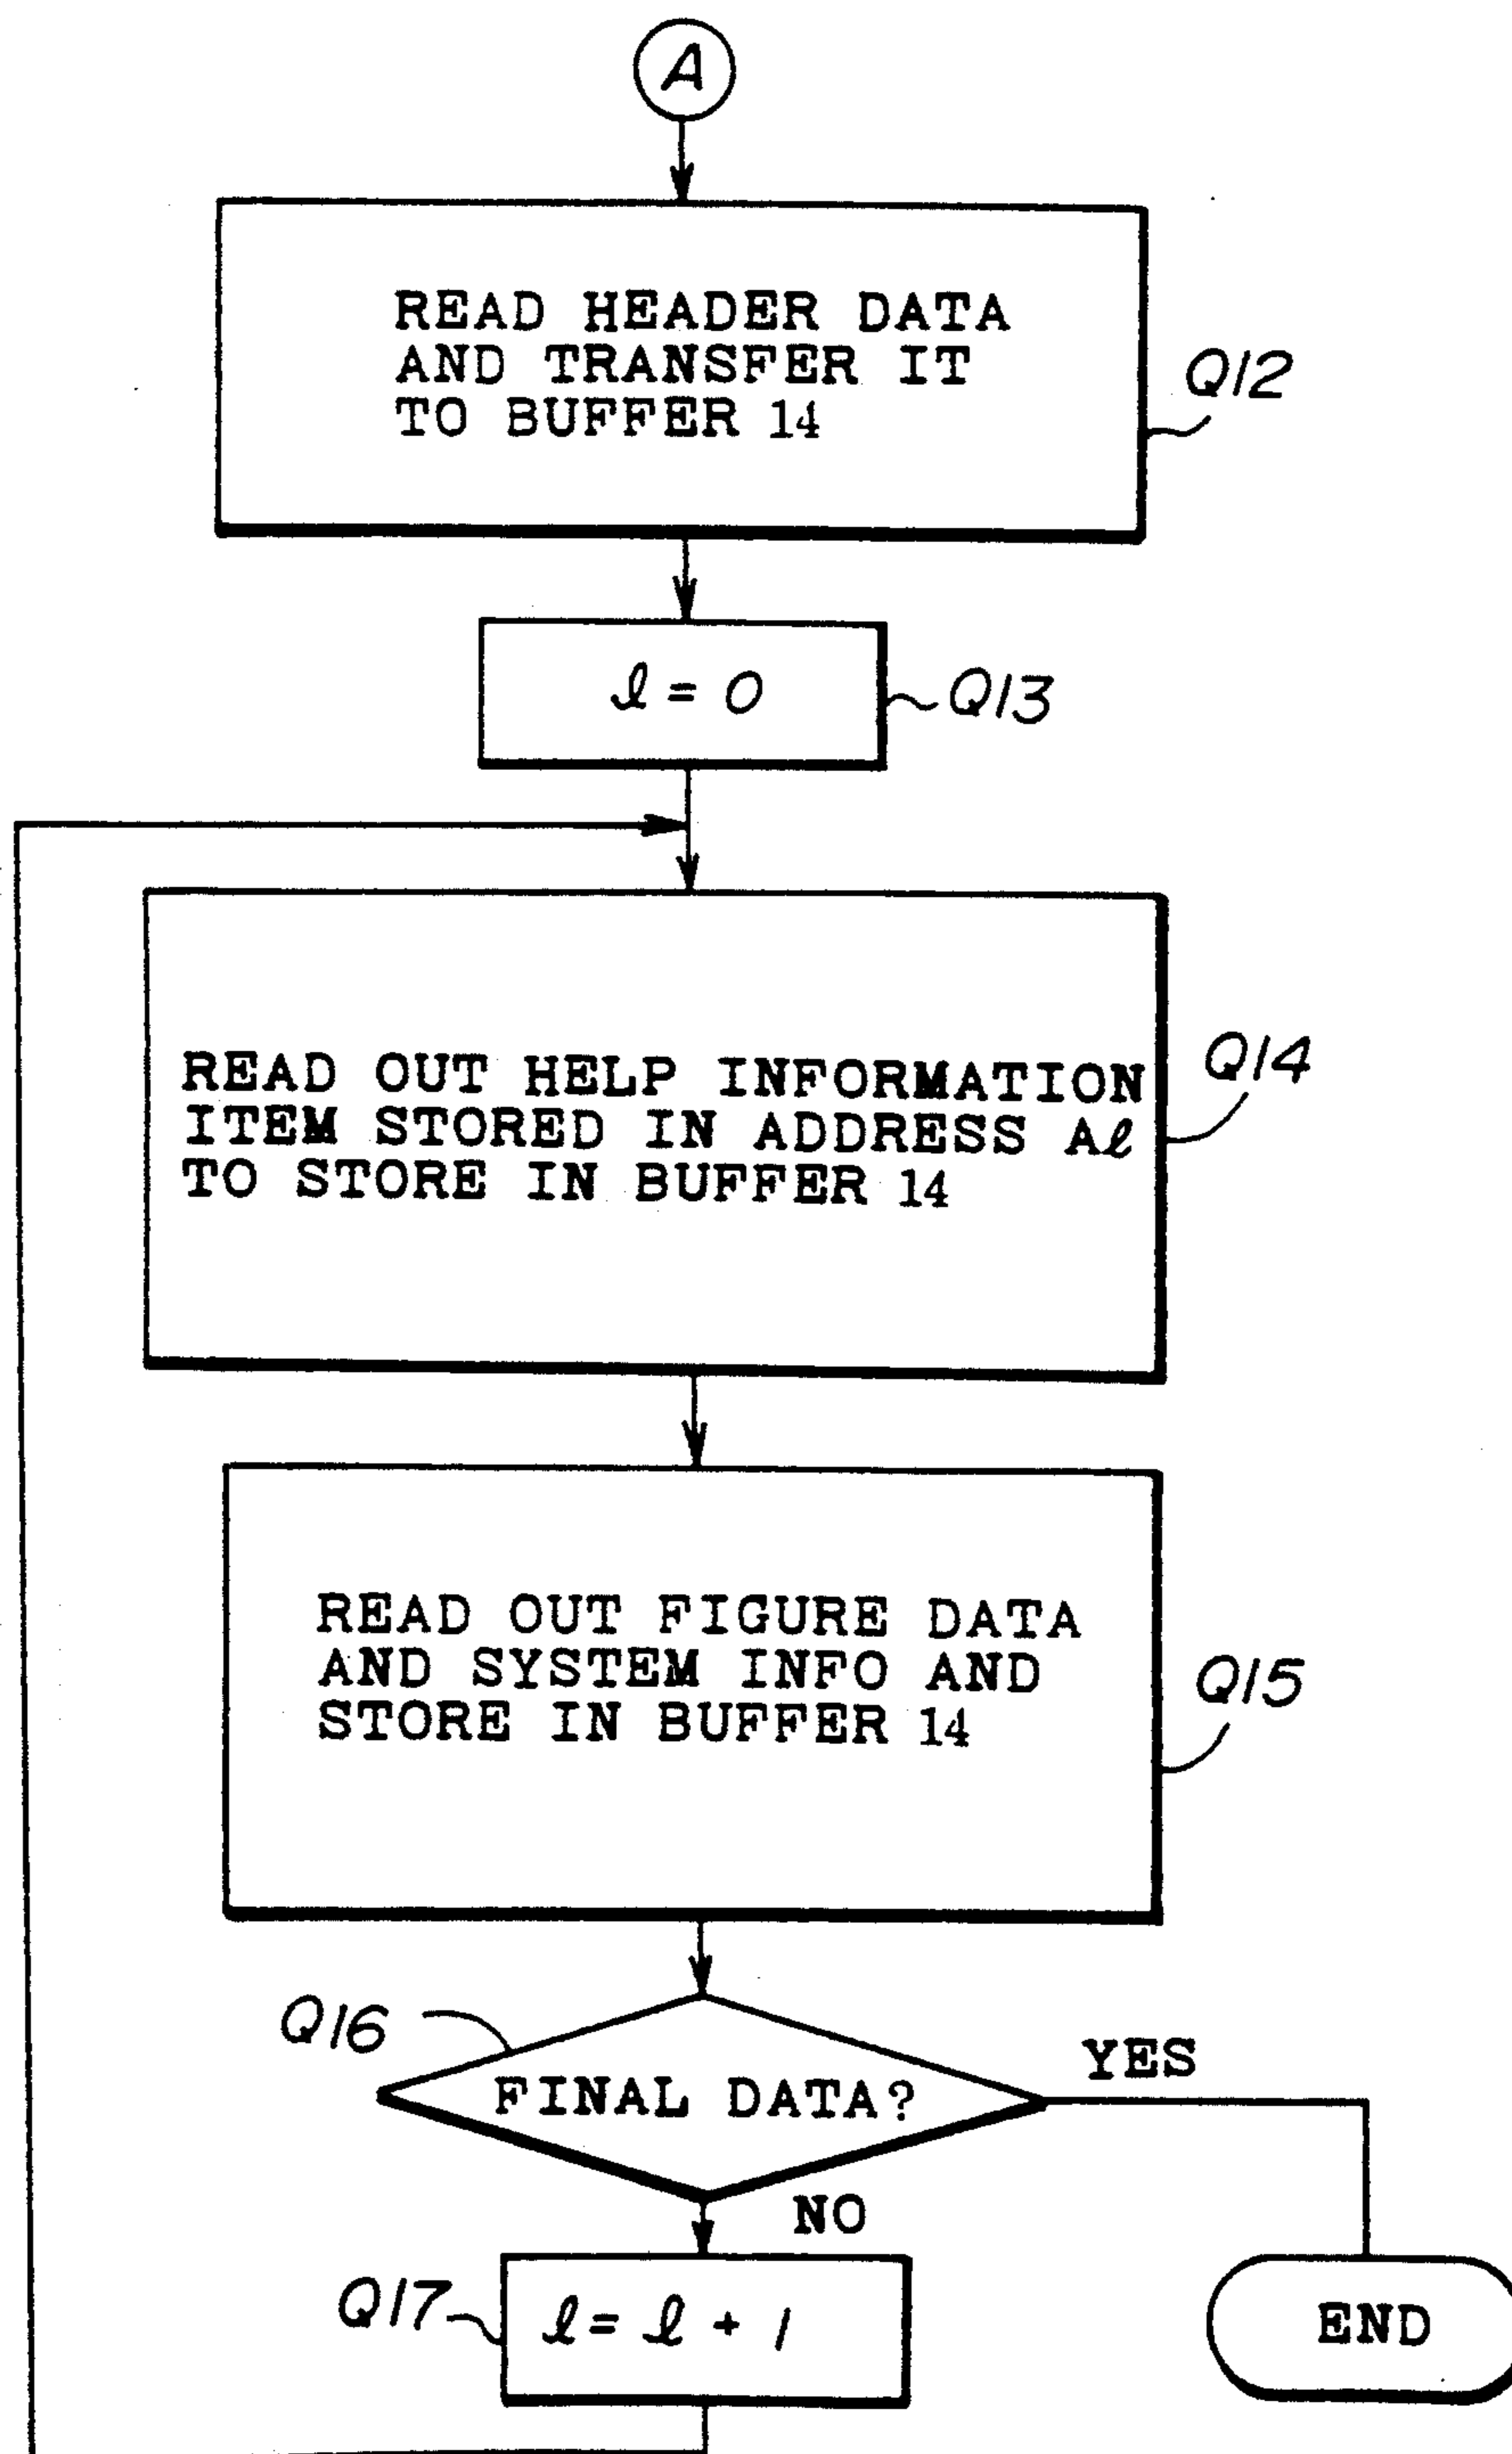 A
READ HEADER DATA
AND TRANSFER IT
TO BUFFER 14
Q12
ℓ = 0
Q13
READ OUT HELP INFORMATION
ITEM STORED IN ADDRESS Aℓ
TO STORE IN BUFFER 14
Q14
READ OUT FIGURE DATA
AND SYSTEM INFO AND
STORE IN BUFFER 14
Q15
Q16
FINAL DATA?
YES
NO
Q17
ℓ = ℓ + 1
END